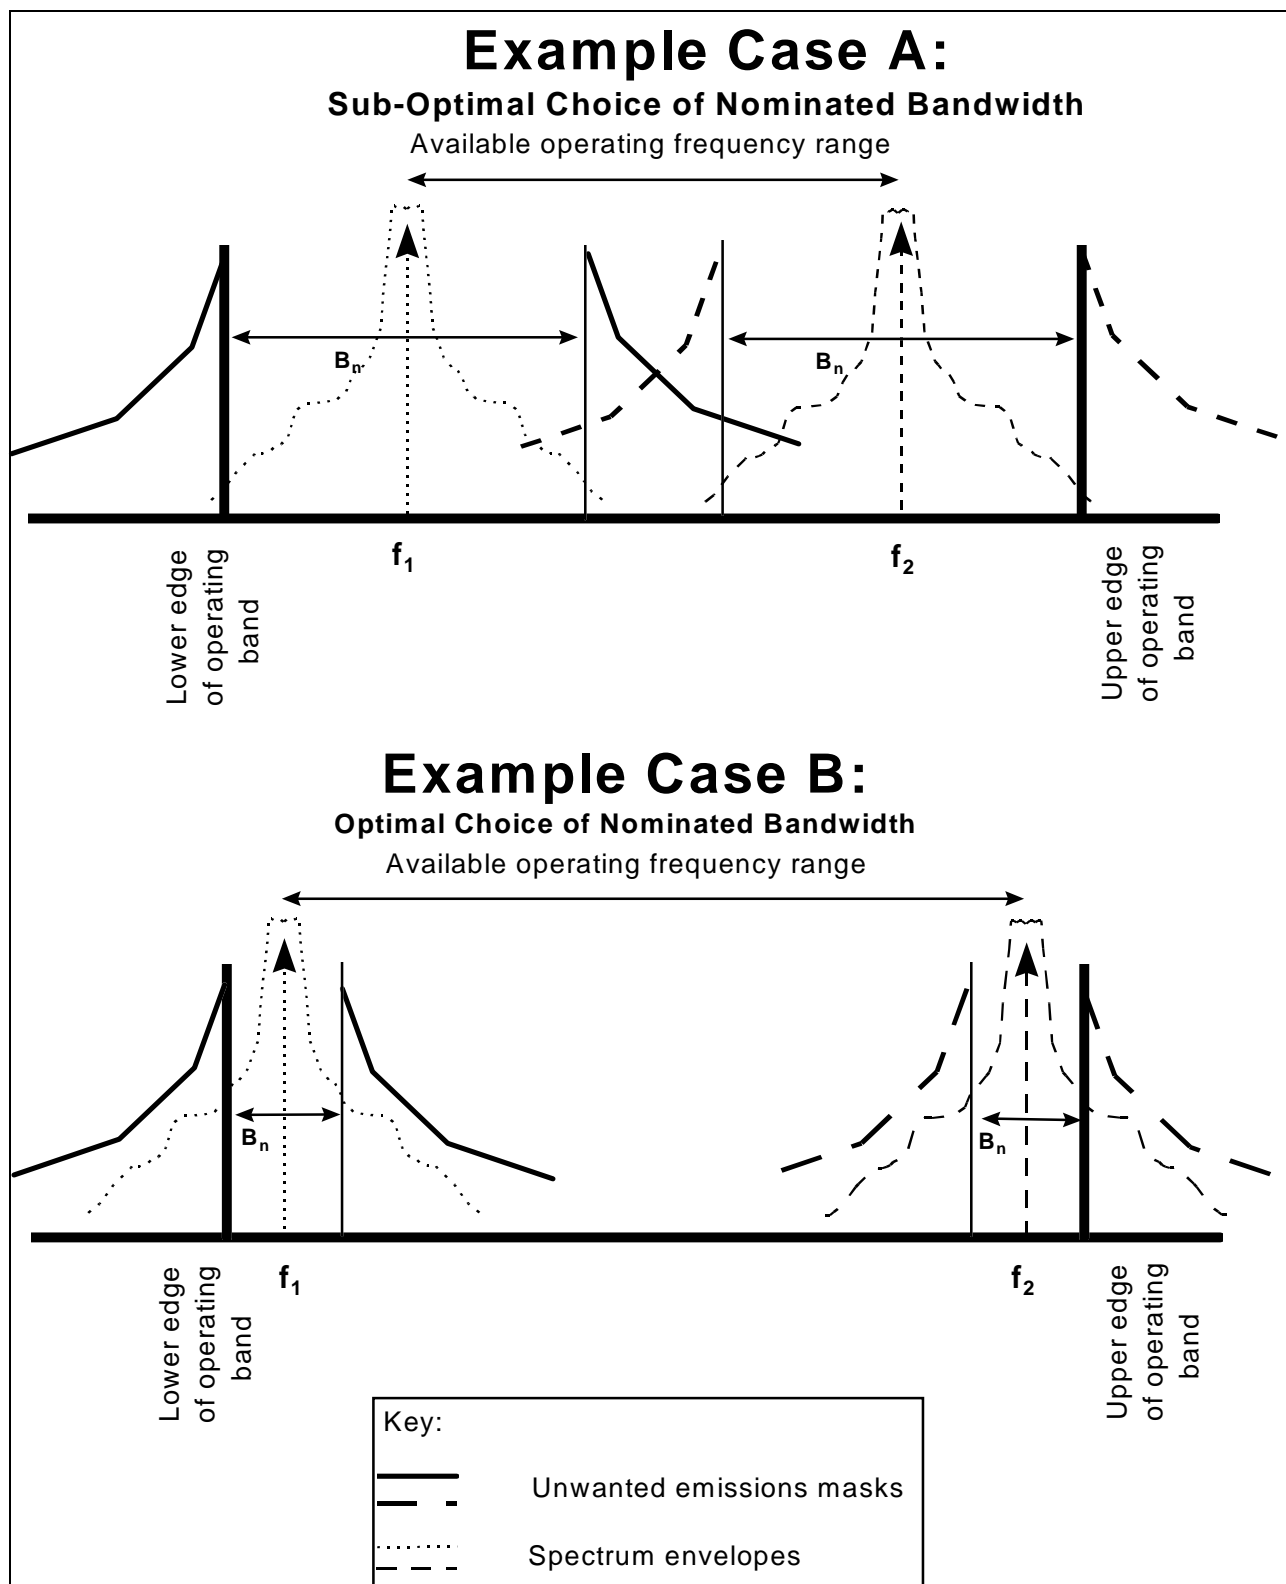 Example Case A:
Sub-Optimal Choice of Nominated Bandwidth
Available operating frequency range
Bn
Bn
f1
f2
Lower edge
of operating
band
Upper edge
of operating
band
Example Case B:
Optimal Choice of Nominated Bandwidth
Available operating frequency range
Bn
Bn
f1
f2
Lower edge
of operating
band
Upper edge
of operating
band
Key:
Unwanted emissions masks
Spectrum envelopes